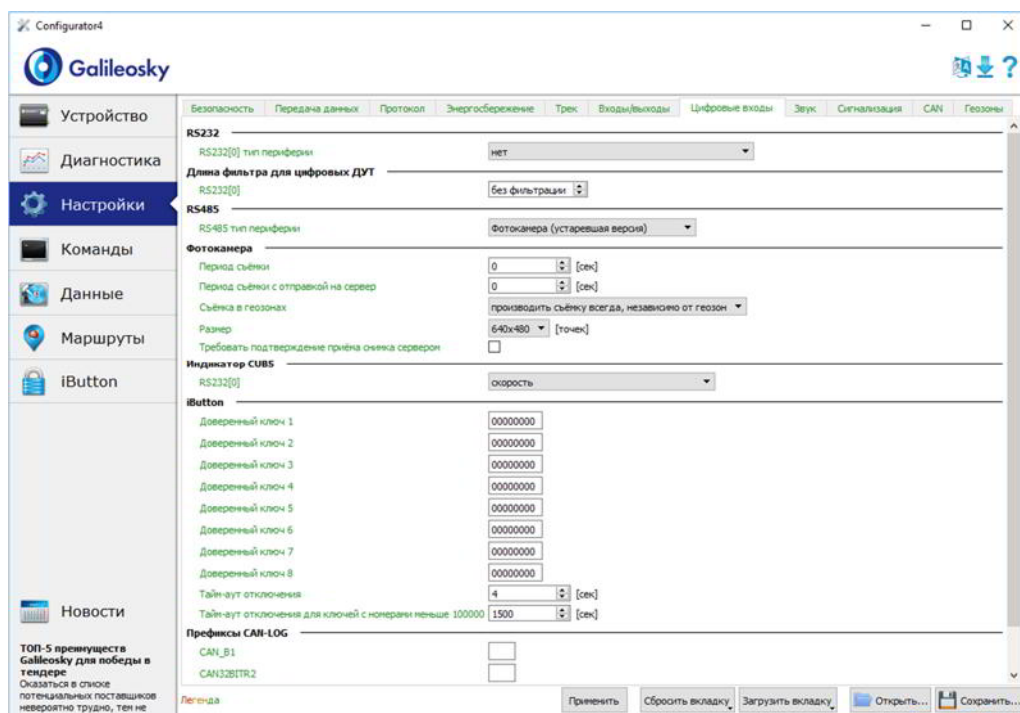 Configurator4
Galileosky
Устройство
Диагностика
Настройки
Команды
Данные
Маршруты
iButton
Новости
ТОП-5 преимуществ
Galileosky для победы в
тендере
Оказаться в списке
потенциальных поставщиков
невероятно трудно, тем не
Безопасность Передача данных Протокол Энергосбережение Трек Входы/выходы Цифровые входы Звук Сигнализация CAN Геозоны
RS232
RS232[0] тип периферии нет
Длина фильтра для цифровых ДУТ
RS232[0] без фильтрации
RS485
RS485 тип периферии Фотокамера (устаревшая версия)
Фотокамера
Период съёмки 0 [сек]
Период съёмки с отправкой на сервер 0 [сек]
Съёмка в геозонах производить съёмку всегда, независимо от геозон
Размер 640x480 [точек]
Требовать подтверждение приёма снимка сервером
Индикатор CUB5
RS232[0] скорость
iButton
Доверенный ключ 1 00000000
Доверенный ключ 2 00000000
Доверенный ключ 3 00000000
Доверенный ключ 4 00000000
Доверенный ключ 5 00000000
Доверенный ключ 6 00000000
Доверенный ключ 7 00000000
Доверенный ключ 8 00000000
Тайм-аут отключения 4 [сек]
Тайм-аут отключения для ключей с номерами меньше 100000 1500 [сек]
Префиксы CAN-LOG
CAN_B1
CAN32BITR2
Легенда Применить Сбросить вкладку Загрузить вкладку Открыть... Сохранить...